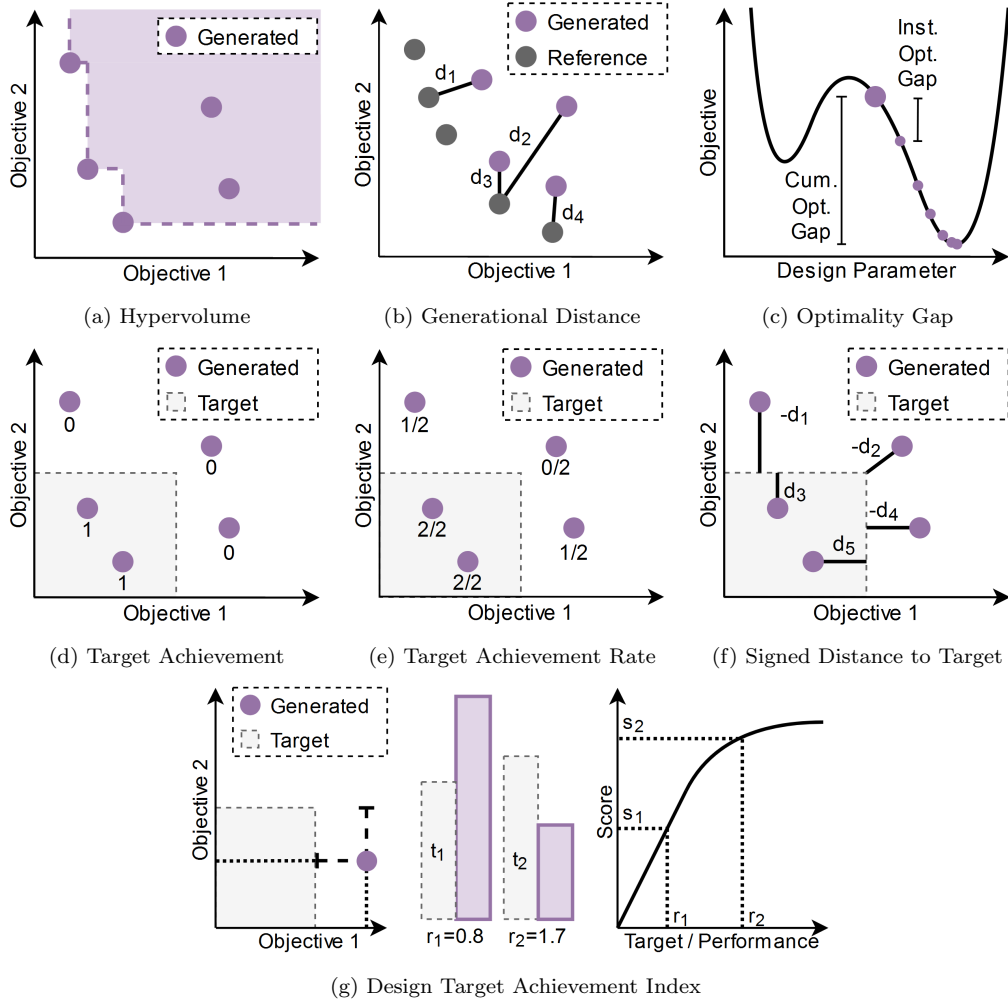 Objective 2
Generated
Objective 1
(a) Hypervolume
Objective 2
Generated
Reference
d1
d2
d3
d4
Objective 1
(b) Generational Distance
Objective
Inst.
Opt.
Gap
Cum.
Opt.
Gap
Design Parameter
(c) Optimality Gap
Objective 2
Generated
Target
0
0
1
0
1
Objective 1
(d) Target Achievement
Objective 2
Generated
Target
1/2
0/2
2/2
1/2
2/2
Objective 1
(e) Target Achievement Rate
Objective 2
Generated
Target
-d1
-d2
d3
-d4
d5
Objective 1
(f) Signed Distance to Target
Objective 2
Generated
Target
Objective 1
t1
t2
r1=0.8
r2=1.7
Score
s2
s1
r1
r2
Target / Performance
(g) Design Target Achievement Index